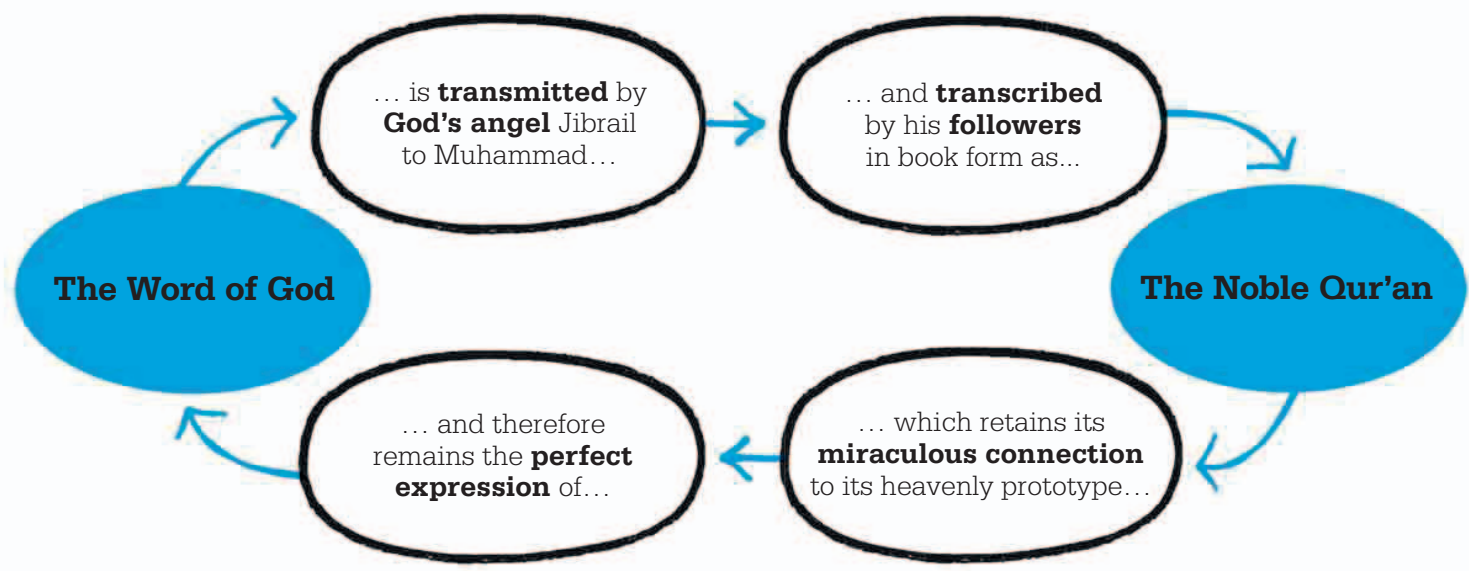 The Word of God
… is transmitted by
God's angel Jibrail
to Muhammad…
… and transcribed
by his followers
in book form as...
The Noble Qur'an
… which retains its
miraculous connection
to its heavenly prototype…
… and therefore
remains the perfect
expression of…